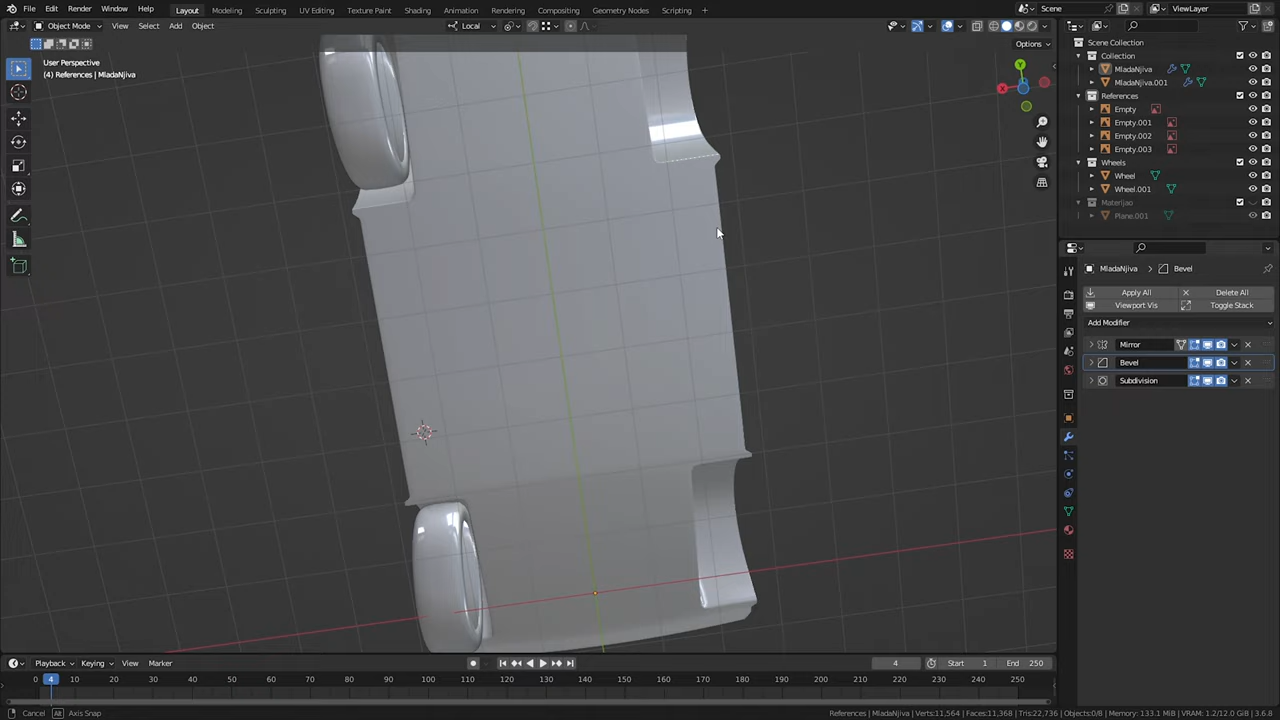 File Edit Render Window Help Layout Modeling Sculpting UV Editing Texture Paint Shading Animation Rendering Compositing Geometry Nodes Scripting + Scene ViewLayer
Object Mode View Select Add Object Local
Options
User Perspective
(4) References | MladaNjiva
Y
X
Scene Collection
Collection
MladaNjiva
MladaNjiva.001
References
Empty
Empty.001
Empty.002
Empty.003
Wheels
Wheel
Wheel.001
Materijao
Plane.001
MladaNjiva > Bevel
Apply All Delete All
Viewport Vis Toggle Stack
Add Modifier
Mirror
Bevel
Subdivision
Playback Keying View Marker 4 Start 1 End 250
0 4 10 20 30 40 50 60 70 80 90 100 110 120 130 140 150 160 170 180 190 200 210 220 230 240 250
Cancel Alt Axis Snap References | MladaNjiva | Verts:11,564 | Faces:11,368 | Tris:22,736 | Objects:0/8 | Memory: 133.1 MiB | VRAM: 1.2/12.0 GiB | 3.6.8